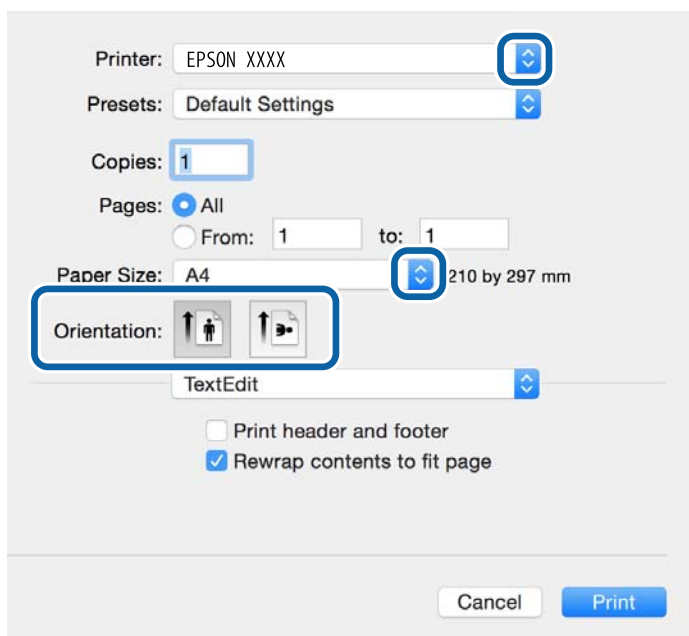 Printer: EPSON XXXX
Presets: Default Settings
Copies: 1
Pages: All
From: 1 to: 1
Paper Size: A4 210 by 297 mm
Orientation:
TextEdit
Print header and footer
Rewrap contents to fit page
Cancel Print